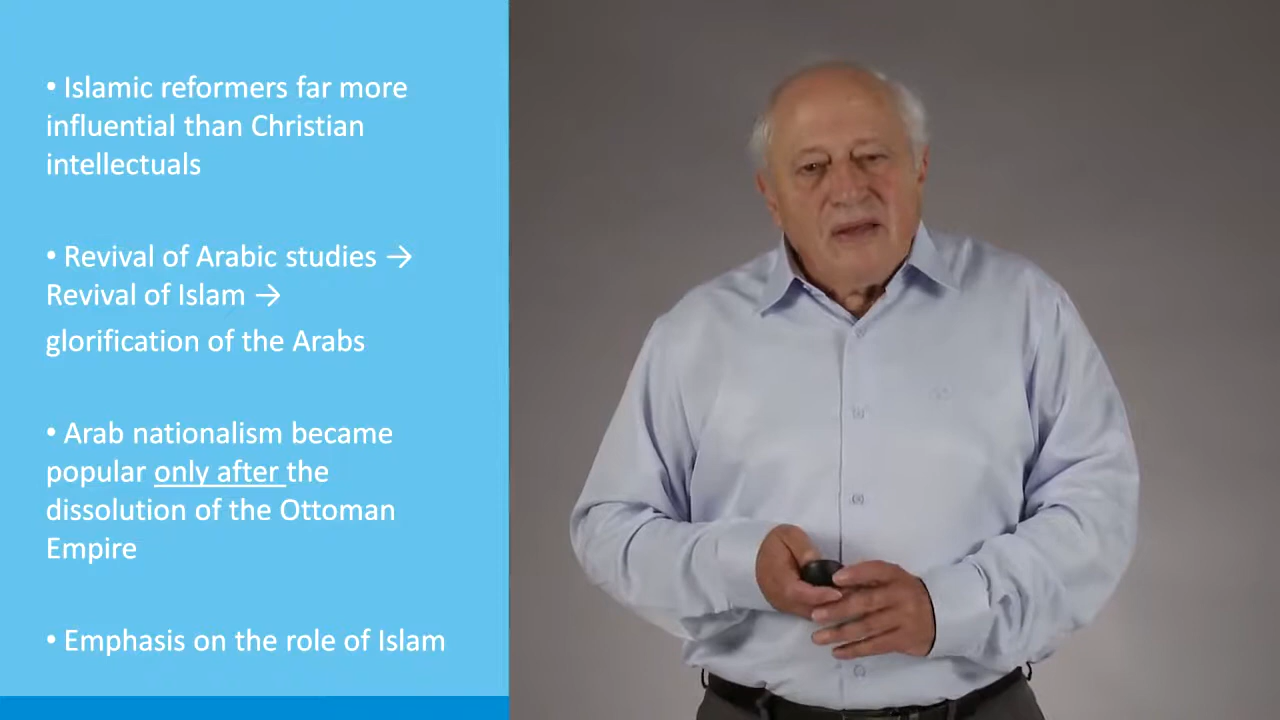 • Islamic reformers far more
influential than Christian
intellectuals
• Revival of Arabic studies →
Revival of Islam →
glorification of the Arabs
• Arab nationalism became
popular only after the
dissolution of the Ottoman
Empire
• Emphasis on the role of Islam